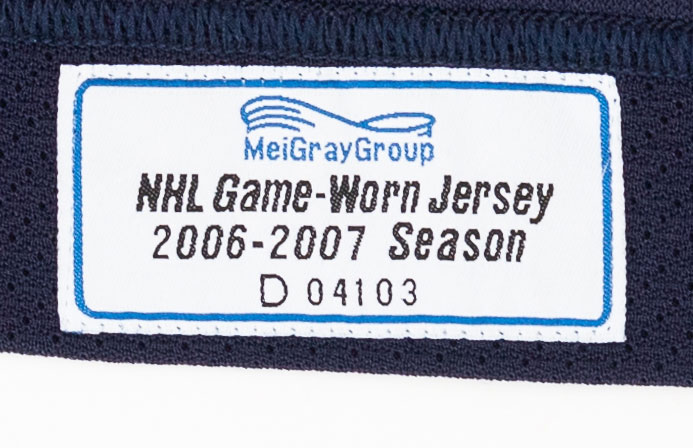 MeiGrayGroup
NHL Game-Worn Jersey
2006-2007 Season
D 04103